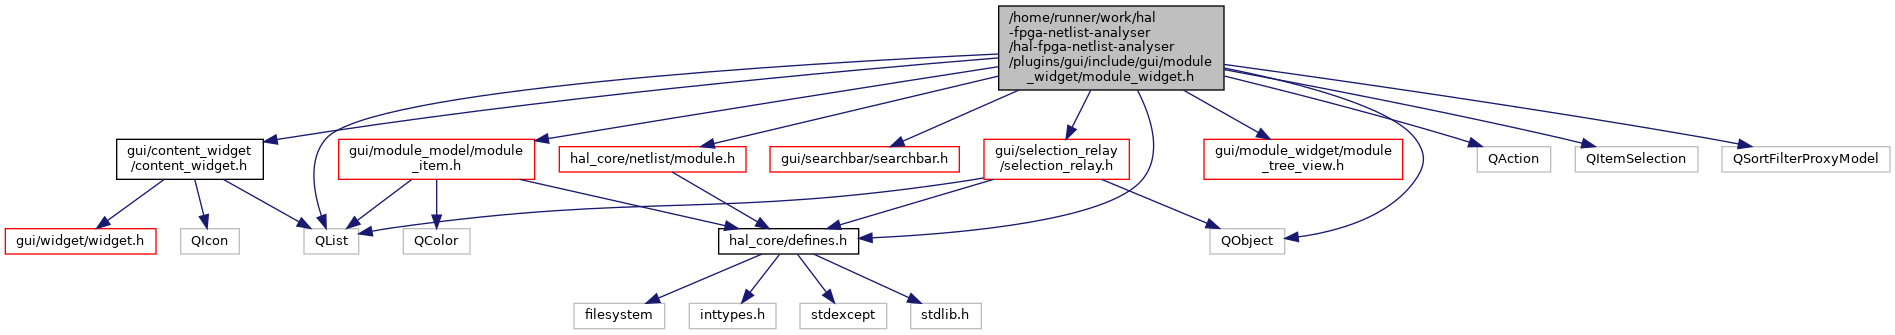 /home/runner/work/hal
-fpga-netlist-analyser
/hal-fpga-netlist-analyser
/plugins/gui/include/gui/module
_widget/module_widget.h
gui/content_widget
/content_widget.h
gui/module_model/module
_item.h
hal_core/netlist/module.h
gui/searchbar/searchbar.h
gui/selection_relay
/selection_relay.h
gui/module_widget/module
_tree_view.h
QAction
QItemSelection
QSortFilterProxyModel
gui/widget/widget.h
QIcon
QList
QColor
hal_core/defines.h
QObject
filesystem
inttypes.h
stdexcept
stdlib.h